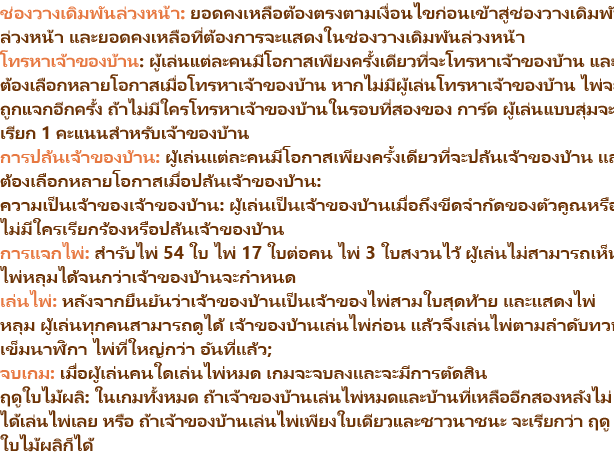 ช่องวางเดิมพันล่วงหน้า: ยอดคงเหลือต้องตรงตามเงื่อนไขก่อนเข้าสู่ช่องวางเดิมพั
ล่วงหน้า และยอดคงเหลือที่ต้องการจะแสดงในช่องวางเดิมพันล่วงหน้า
โทรหาเจ้าของบ้าน: ผู้เล่นแต่ละคนมีโอกาสเพียงครั้งเดียวที่จะโทรหาเจ้าของบ้าน และ
ต้องเลือกหลายโอกาสเมื่อโทรหาเจ้าของบ้าน หากไม่มีผู้เล่นโทรหาเจ้าของบ้าน ไพ่จะ
ถูกแจกอีกครั้ง ถ้าไม่มีใครโทรหาเจ้าของบ้านในรอบที่สองของ การ์ด ผู้เล่นแบบสุ่มจะ
เรียก 1 คะแนนสำหรับเจ้าของบ้าน
การปล้นเจ้าของบ้าน: ผู้เล่นแต่ละคนมีโอกาสเพียงครั้งเดียวที่จะปล้นเจ้าของบ้าน แล
ต้องเลือกหลายโอกาสเมื่อปล้นเจ้าของบ้าน:
ความเป็นเจ้าของเจ้าของบ้าน: ผู้เล่นเป็นเจ้าของบ้านเมื่อถึงขีดจำกัดของตัวคูณหรือ
ไม่มีใครเรียกร้องหรือปล้นเจ้าของบ้าน
การแจกไพ่: สำรับไพ่ 54 ใบ ไพ่ 17 ใบต่อคน ไพ่ 3 ใบสงวนไว้ ผู้เล่นไม่สามารถเห็น
ไพ่หลุมได้จนกว่าเจ้าของบ้านจะกำหนด
เล่นไพ่: หลังจากยืนยันว่าเจ้าของบ้านเป็นเจ้าของไพ่สามใบสุดท้าย และแสดงไพ่
หลุม ผู้เล่นทุกคนสามารถดูได้ เจ้าของบ้านเล่นไพ่ก่อน แล้วจึงเล่นไพ่ตามลำดับทวน
เข็มนาฬิกา ไพ่ที่ใหญ่กว่า อันที่แล้ว;
จบเกม: เมื่อผู้เล่นคนใดเล่นไพ่หมด เกมจะจบลงและจะมีการตัดสิน
ฤดูใบไม้ผลิ: ในเกมทั้งหมด ถ้าเจ้าของบ้านเล่นไพ่หมดและบ้านที่เหลืออีกสองหลังไม่
ได้เล่นไพ่เลย หรือ ถ้าเจ้าของบ้านเล่นไพ่เพียงใบเดียวและชาวนาชนะ จะเรียกว่า ฤดู
ใบไม้ผลิก็ได้